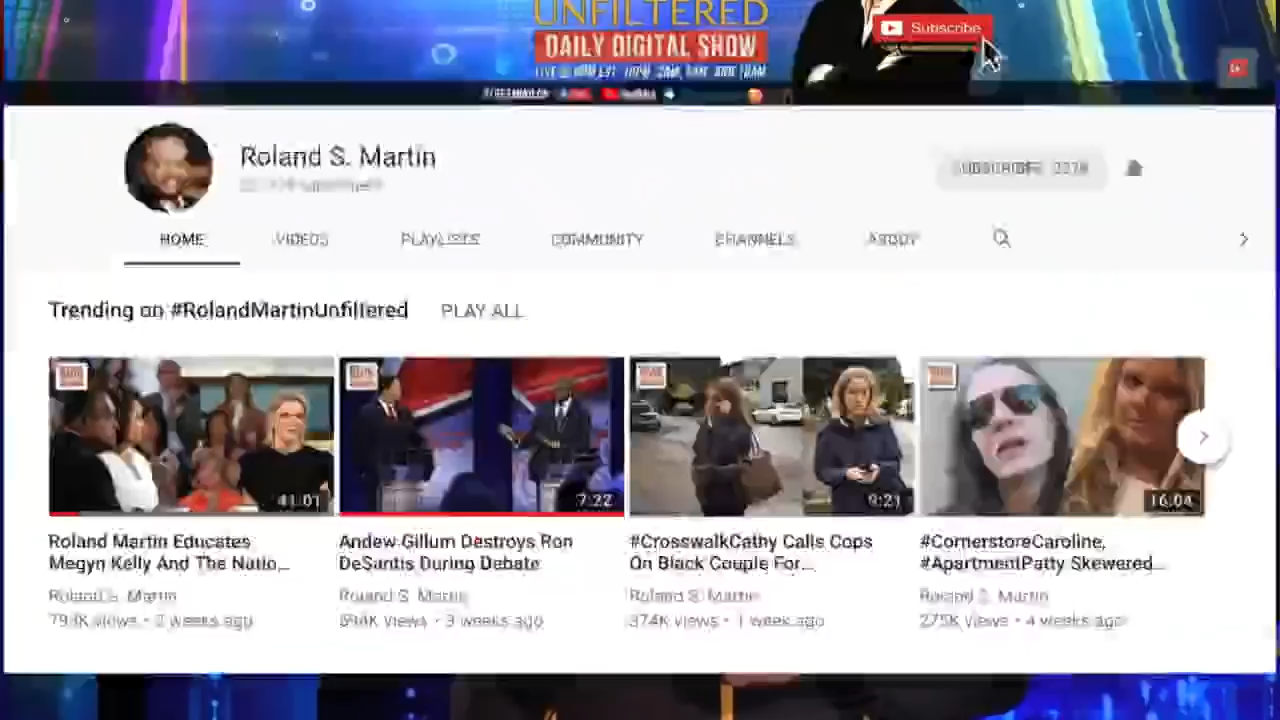 UNFILTERED
DAILY DIGITAL SHOW
Subscribe
Roland S. Martin
HOME
VIDEOS
PLAYLISTS
COMMUNITY
CHANNELS
ABOUT
Trending on #RolandMartinUnfiltered
PLAY ALL
41:01
7:22
9:21
16:04
Roland Martin Educates
Megyn Kelly And The Natio...
Andew Gillum Destroys Ron
DeSantis During Debate
#CrosswalkCathy Calls Cops
On Black Couple For...
#CornerstoreCaroline,
#ApartmentPatty Skewered...
Roland S. Martin
Roland S. Martin
Roland S. Martin
Roland S. Martin
views • 2 weeks ago
views • 3 weeks ago
374K views • 1 week ago
275K views • 4 weeks ago